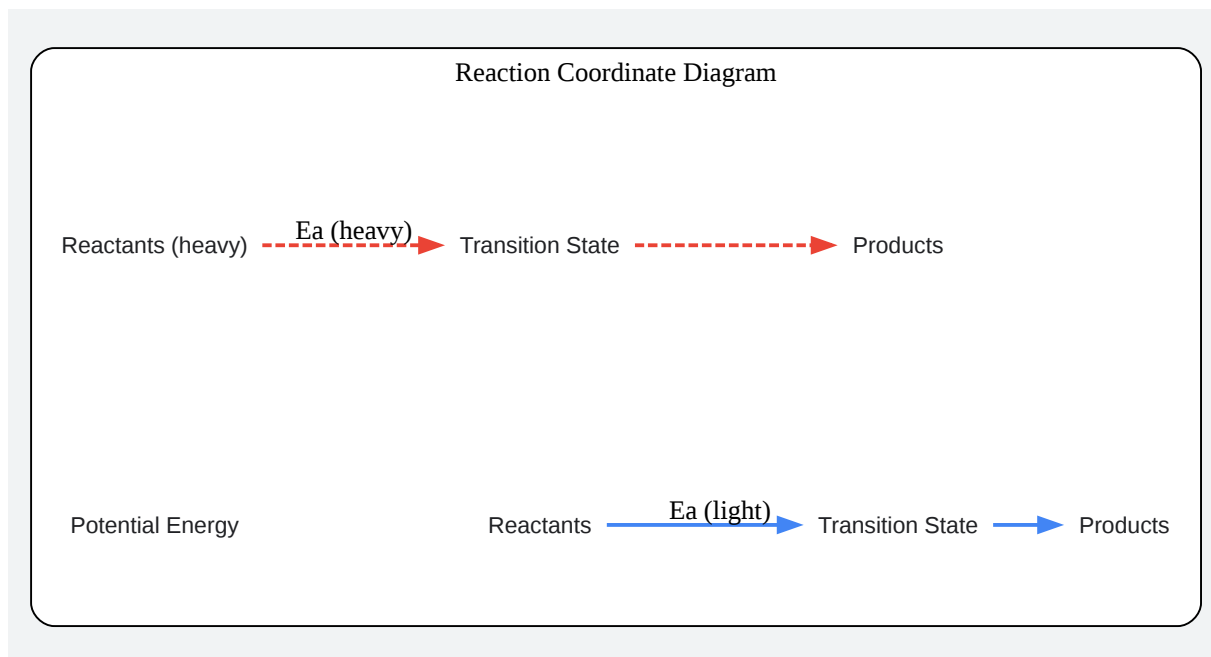 Reaction Coordinate Diagram
Reactants (heavy) Ea (heavy) Transition State Products
Potential Energy Reactants Ea (light) Transition State Products